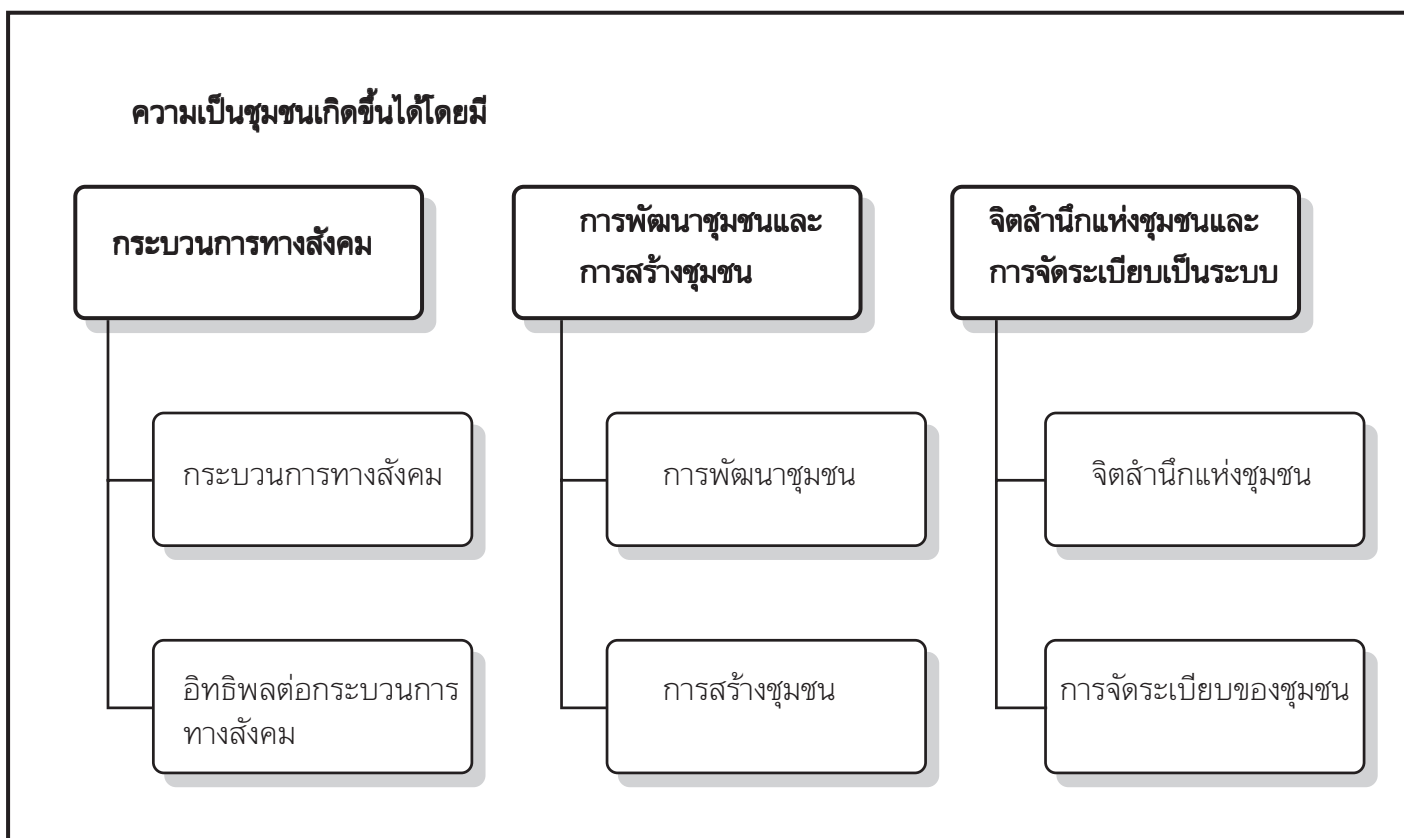 ความเป็นชุมชนเกิดขึ้นได้โดยมี
กระบวนการทางสังคม
กระบวนการทางสังคม
อิทธิพลต่อกระบวนการ
ทางสังคม
การพัฒนาชุมชนและ
การสร้างชุมชน
การพัฒนาชุมชน
การสร้างชุมชน
จิตสำนึกแห่งชุมชนและ
การจัดระเบียบเป็นระบบ
จิตสำนึกแห่งชุมชน
การจัดระเบียบของชุมชน